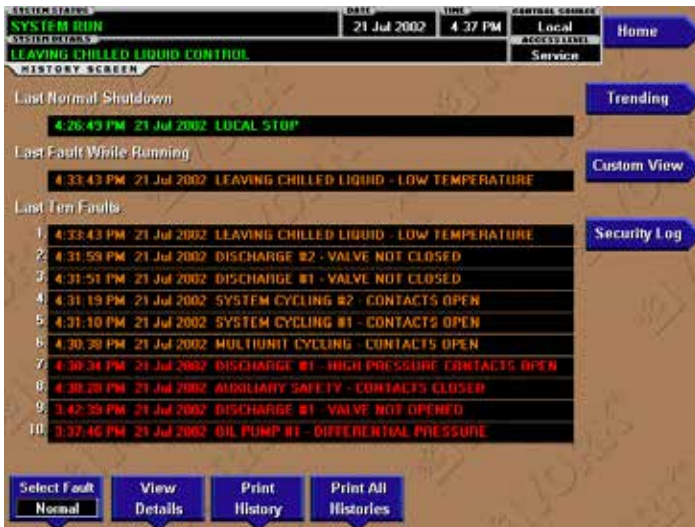 SYSTEM STATUS
SYSTEM RUN
DATE
21 Jul 2002
TIME
4:37 PM
CONTROL SOURCE
Local
SYSTEM DETAILS
LEAVING CHILLED LIQUID CONTROL
ACCESS LEVEL
Service
Home
HISTORY SCREEN
Last Normal Shutdown
4:26:49 PM 21 Jul 2002 LOCAL STOP
Last Fault While Running
4:33:43 PM 21 Jul 2002 LEAVING CHILLED LIQUID - LOW TEMPERATURE
Last Ten Faults
1. 4:33:43 PM 21 Jul 2002 LEAVING CHILLED LIQUID - LOW TEMPERATURE
2. 4:31:59 PM 21 Jul 2002 DISCHARGE #2 - VALVE NOT CLOSED
3. 4:31:51 PM 21 Jul 2002 DISCHARGE #1 - VALVE NOT CLOSED
4. 4:31:19 PM 21 Jul 2002 SYSTEM CYCLING #2 - CONTACTS OPEN
5. 4:31:10 PM 21 Jul 2002 SYSTEM CYCLING #1 - CONTACTS OPEN
6. 4:30:38 PM 21 Jul 2002 MULTIUNIT CYCLING - CONTACTS OPEN
7. 4:30:34 PM 21 Jul 2002 DISCHARGE #1 - HIGH PRESSURE CONTACTS OPEN
8. 4:30:28 PM 21 Jul 2002 AUXILIARY SAFETY - CONTACTS CLOSED
9. 3:42:39 PM 21 Jul 2002 DISCHARGE #1 - VALVE NOT OPENED
10. 3:37:46 PM 21 Jul 2002 OIL PUMP #1 - DIFFERENTIAL PRESSURE
Trending
Custom View
Security Log
Select Fault
Normal
View
Details
Print
History
Print All
Histories